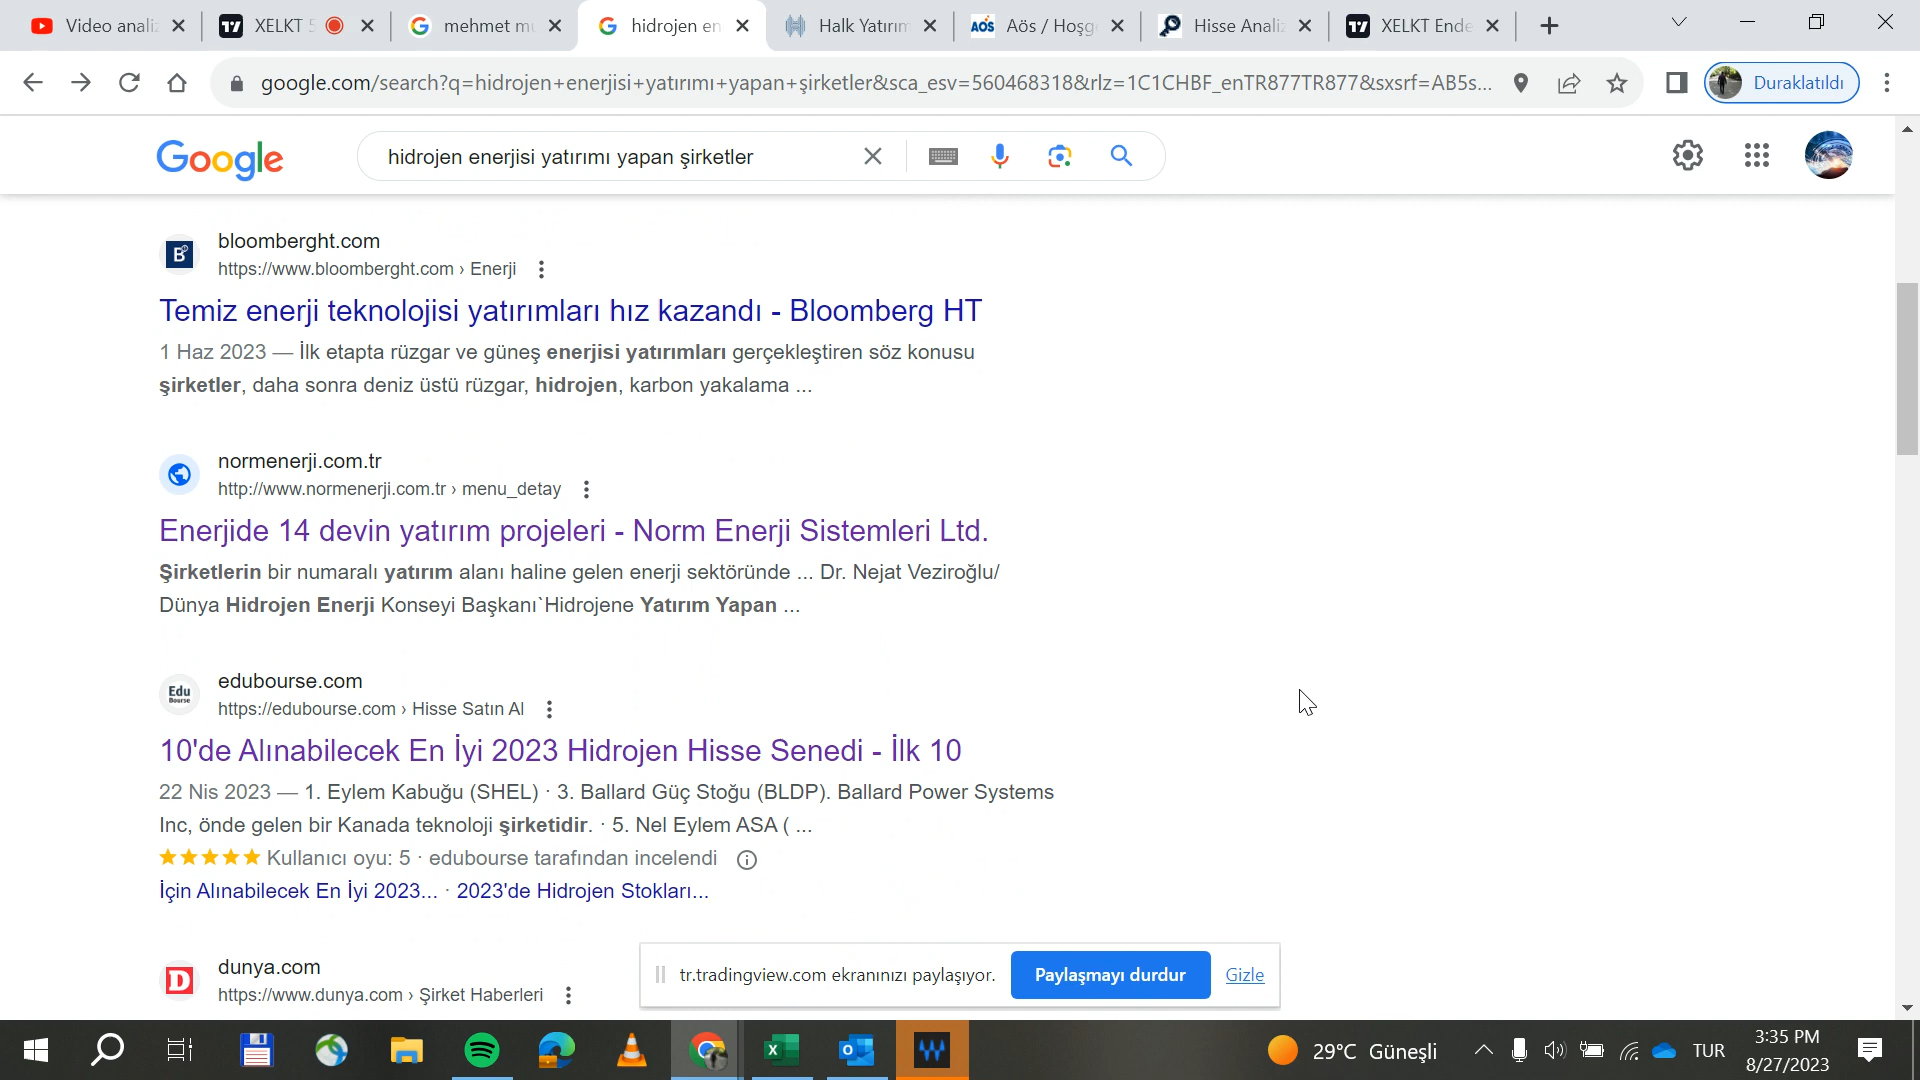 Video analiz
XELKT 5
mehmet mu
hidrojen en
Halk Yatırım
AÖS
Aös / Hoşge
Hisse Analiz
XELKT Ende
google.com/search?q=hidrojen+enerjisi+yatırımı+yapan+şirketler&sca_esv=560468318&rlz=1C1CHBF_enTR877TR877&sxsrf=AB5s...
Duraklatıldı
Google
hidrojen enerjisi yatırımı yapan şirketler
bloomberght.com
https://www.bloomberght.com › Enerji
Temiz enerji teknolojisi yatırımları hız kazandı - Bloomberg HT
1 Haz 2023 — İlk etapta rüzgar ve güneş enerjisi yatırımları gerçekleştiren söz konusu
şirketler, daha sonra deniz üstü rüzgar, hidrojen, karbon yakalama ...
normenerji.com.tr
http://www.normenerji.com.tr › menu_detay
Enerjide 14 devin yatırım projeleri - Norm Enerji Sistemleri Ltd.
Şirketlerin bir numaralı yatırım alanı haline gelen enerji sektöründe ... Dr. Nejat Veziroğlu/
Dünya Hidrojen Enerji Konseyi Başkanı`Hidrojene Yatırım Yapan ...
Edu
Bourse
edubourse.com
https://edubourse.com › Hisse Satın Al
10'de Alınabilecek En İyi 2023 Hidrojen Hisse Senedi - İlk 10
22 Nis 2023 — 1. Eylem Kabuğu (SHEL) · 3. Ballard Güç Stoğu (BLDP). Ballard Power Systems
Inc, önde gelen bir Kanada teknoloji şirketidir. · 5. Nel Eylem ASA ( ...
Kullanıcı oyu: 5 · edubourse tarafından incelendi
İçin Alınabilecek En İyi 2023... · 2023'de Hidrojen Stokları...
dunya.com
https://www.dunya.com › Şirket Haberleri
tr.tradingview.com ekranınızı paylaşıyor.
Paylaşmayı durdur
Gizle
29°C Güneşli
TUR
3:35 PM
8/27/2023